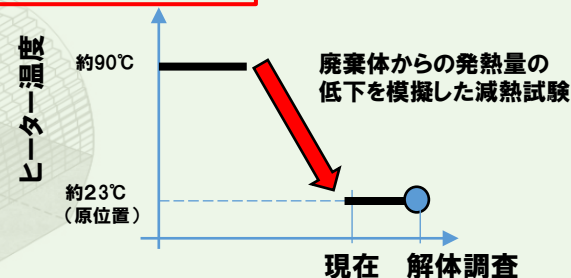 ヒーター温度
約90℃
廃棄体からの発熱量の
低下を模擬した減熱試験
約23℃
（原位置）
現在 解体調査